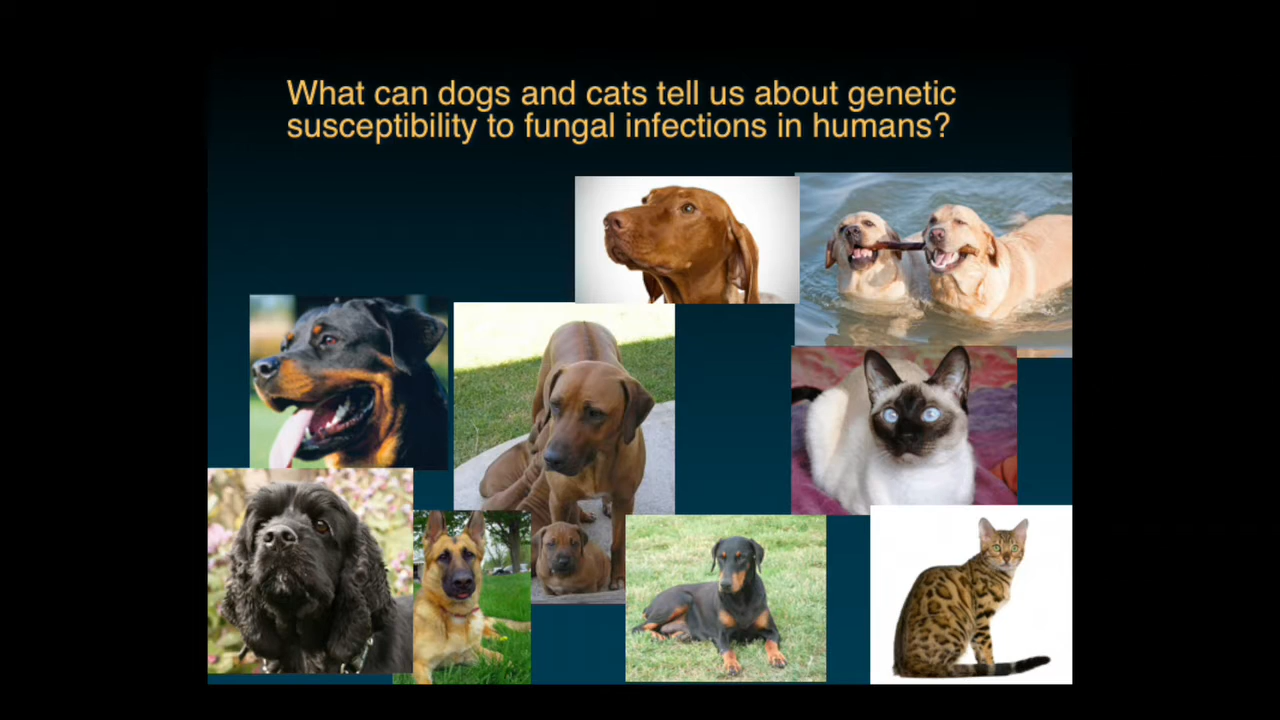 What can dogs and cats tell us about genetic
susceptibility to fungal infections in humans?